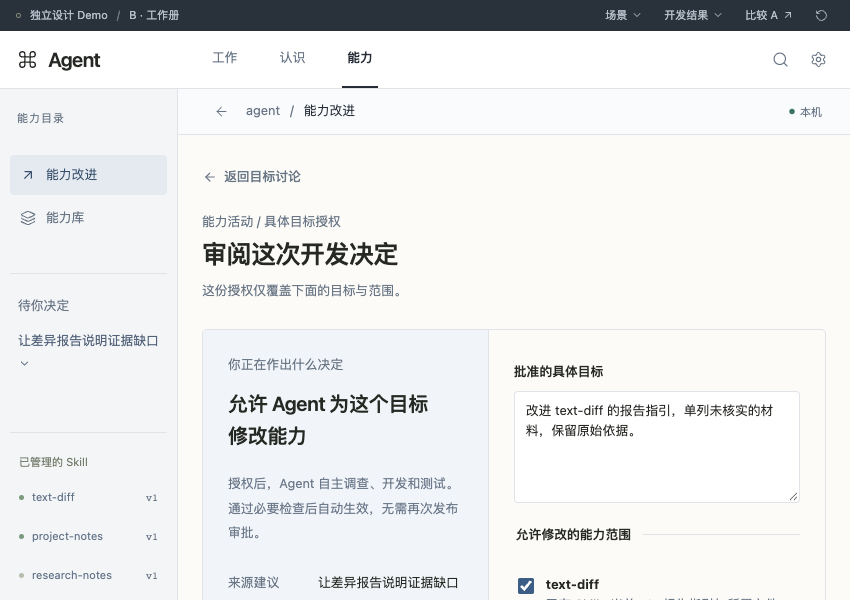 独立设计 Demo / B · 工作册
场景
开发结果
比较 A
Agent
工作
认识
能力
能力目录
能力改进
能力库
待你决定
让差异报告说明证据缺口
已管理的 Skill
text-diff v1
project-notes v1
research-notes v1
agent / 能力改进
本机
返回目标讨论
能力活动 / 具体目标授权
审阅这次开发决定
这份授权仅覆盖下面的目标与范围。
你正在作出什么决定
允许 Agent 为这个目标
修改能力
授权后，Agent 自主调查、开发和测试。
通过必要检查后自动生效，无需再次发布
审批。
来源建议 让差异报告说明证据缺口
批准的具体目标
改进 text-diff 的报告指引，单列未核实的材
料，保留原始依据。
允许修改的能力范围
text-diff